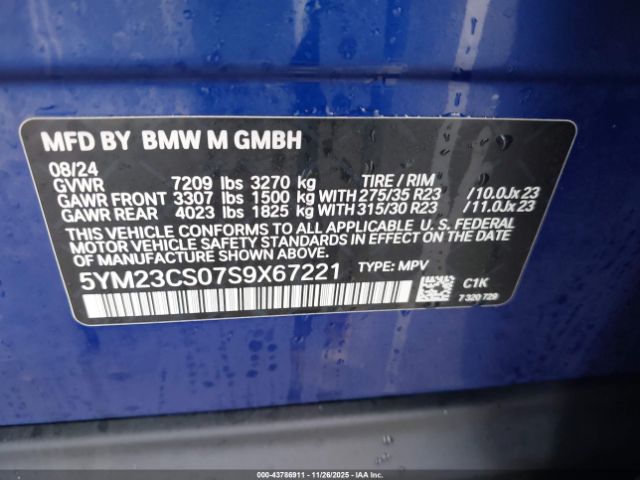 MFD BY BMW M GMBH
08/24
GVWR 7209 lbs 3270 kg TIRE / RIM
GAWR FRONT 3307 lbs 1500 kg WITH 275/35 R23 /10.0Jx23
GAWR REAR 4023 lbs 1825 kg WITH 315/30 R23 /11.0Jx23
THIS VEHICLE CONFORMS TO ALL APPLICABLE U. S. FEDERAL
MOTOR VEHICLE SAFETY STANDARDS IN EFFECT ON THE DATE
OF MANUFACTURE SHOWN ABOVE.
5YM23CS07S9X67221 TYPE: MPV
C1K
7 320 729
000-43786911 - 11/26/2025 - IAAI.COM